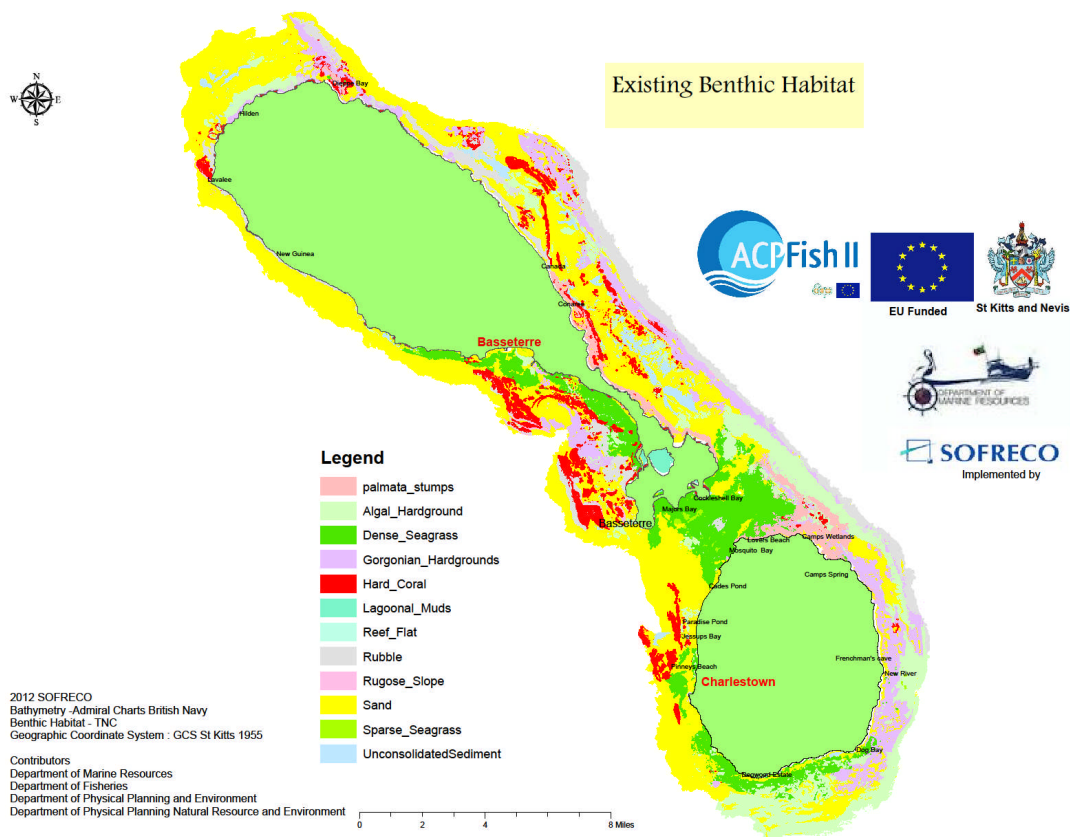 Existing Benthic Habitat
N
W E
S
Dieppe Bay
Hilden
Lavalee
New Guinea
Canada
Conaree
Basseterre
ACPFish II
EU Funded
St Kitts and Nevis
DEPARTMENT OF
MARINE RESOURCES
SOFRECO
Implemented by
Legend
palmata_stumps
Algal_Hardground
Dense_Seagrass
Gorgonian_Hardgrounds
Hard_Coral
Lagoonal_Muds
Reef_Flat
Rubble
Rugose_Slope
Sand
Sparse_Seagrass
UnconsolidatedSediment
Cockleshell Bay
Majors Bay
Basseterre
Lovers Beach
Camps Wetlands
Mosquito Bay
Camps Spring
Cades Pond
Paradise Pond
Jessups Bay
Frenchman's cave
Pinneys Beach
New River
Charlestown
Dog Bay
2012 SOFRECO
Bathymetry -Admiral Charts British Navy
Benthic Habitat - TNC
Geographic Coordinate System : GCS St Kitts 1955
Contributors
Department of Marine Resources
Department of Fisheries
Department of Physical Planning and Environment
Department of Physical Planning Natural Resource and Environment
0 2 4 8 Miles